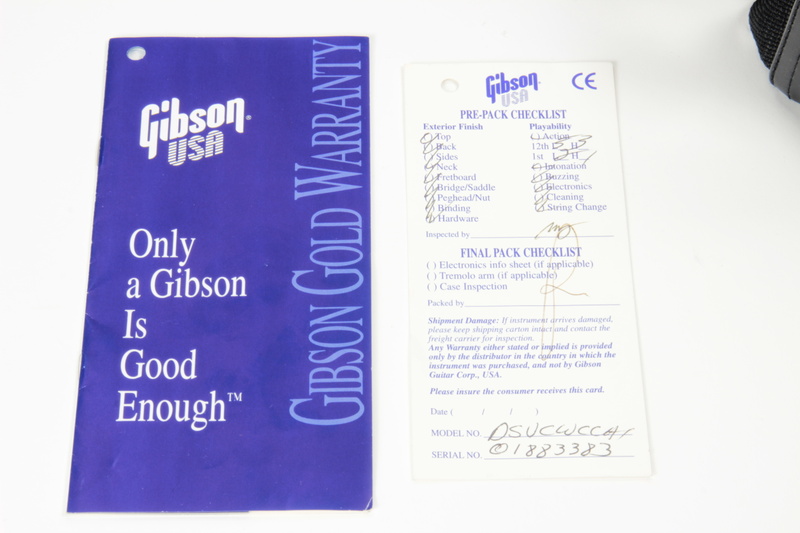 Gibson
USA
Only
a Gibson
Is
Good
Enough™
GIBSON GOLD WARRANTY
Gibson
USA
CE
PRE-PACK CHECKLIST
Exterior Finish
( ) Top
( ) Back
( ) Sides
( ) Neck
( ) Fretboard
( ) Bridge/Saddle
( ) Peghead/Nut
( ) Binding
( ) Hardware
Playability
( ) Action
12th L H
1st L H
( ) Intonation
( ) Buzzing
( ) Electronics
( ) Cleaning
( ) String Change
Inspected by
FINAL PACK CHECKLIST
( ) Electronics info sheet (if applicable)
( ) Tremolo arm (if applicable)
( ) Case Inspection
Packed by
Shipment Damage: If instrument arrives damaged,
please keep shipping carton intact and contact the
freight carrier for inspection.
Any Warranty either stated or implied is provided
only by the distributor in the country in which the
instrument was purchased, and not by Gibson
Guitar Corp., USA.
Please insure the consumer receives this card.
Date ( / / )
MODEL NO. DSVCWCCHX
SERIAL NO. 01883383